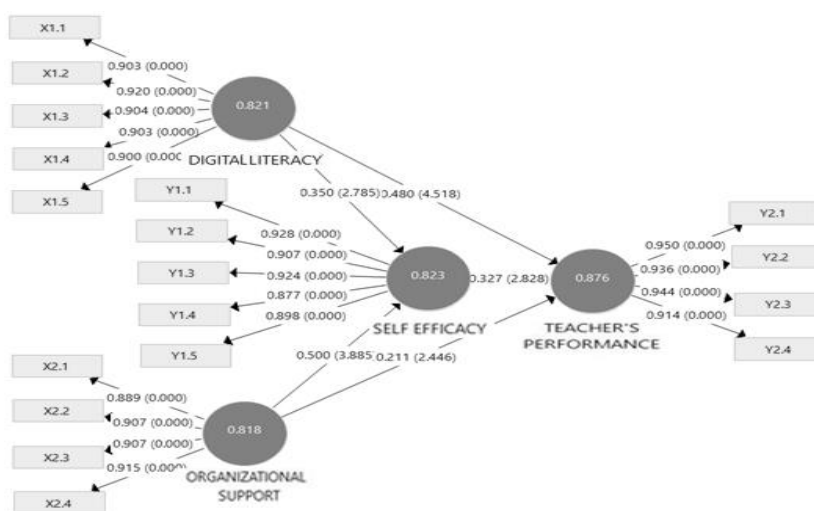 X1.1
0.903 (0.000)
X1.2
0.920 (0.000)
X1.3
0.904 (0.000)
0.821
X1.4
0.903 (0.000)
X1.5
0.900 (0.000
DIGITAL LITERACY
Y1.1
0.350 (2.785)
0.480 (4.518)
Y1.2
0.928 (0.000)
0.907 (0.000)
Y1.3
0.924 (0.000)
0.823
Y1.4
0.877 (0.000)
0.898 (0.000)
Y1.5
SELF EFFICACY
0.327 (2.828)
0.876
TEACHER'S
PERFORMANCE
Y2.1
0.950 (0.000)
Y2.2
0.936 (0.000)
0.944 (0.000)
Y2.3
0.914 (0.000)
Y2.4
0.500 (3.885
0.211 (2.446)
X2.1
0.889 (0.000)
X2.2
0.907 (0.000)
X2.3
0.907 (0.000)
0.818
0.915 (0.000)
X2.4
ORGANIZATIONAL
SUPPORT